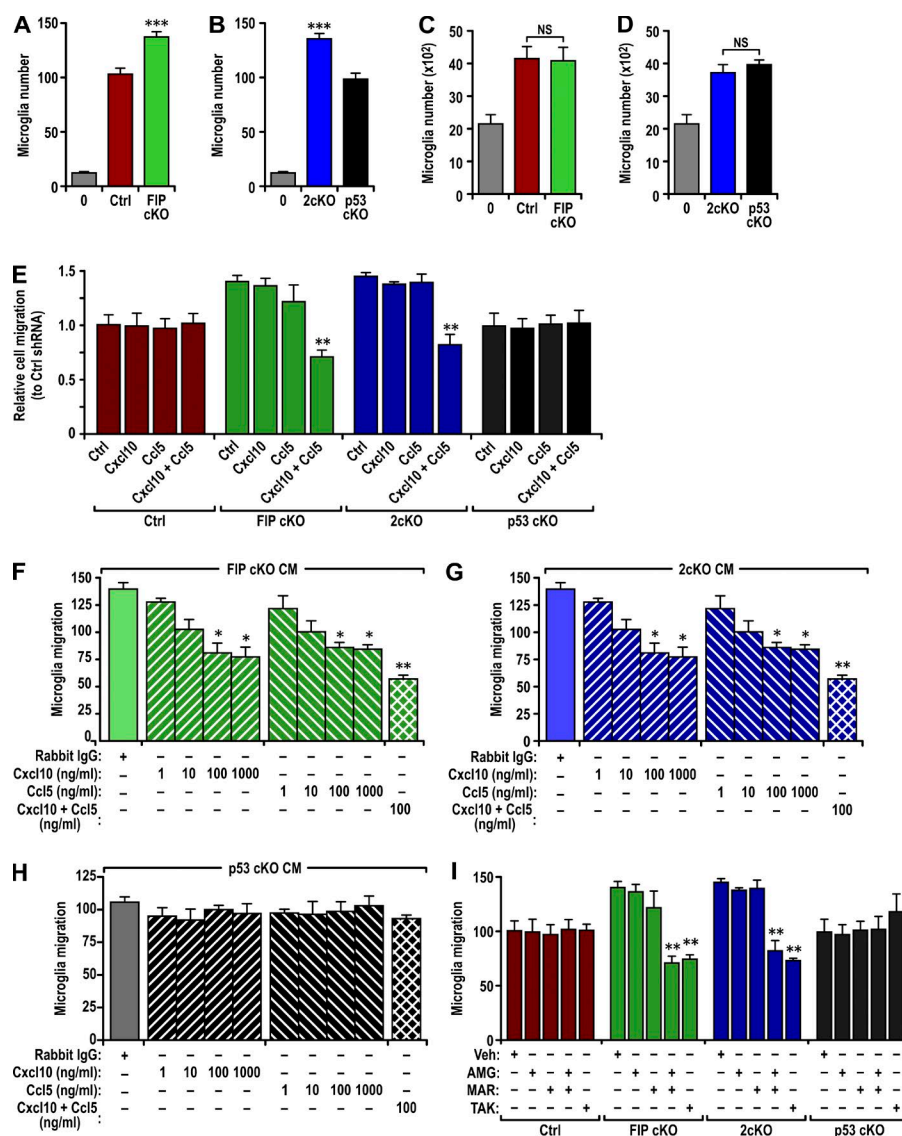 A
Microglia number
150
100
50
0
***
0
Ctrl
FIP
cKO
B
Microglia number
150
100
50
0
***
0
2cKO
p53
cKO
C
Microglia number (x10²)
50
40
30
20
10
0
NS
0
Ctrl
FIP
cKO
D
Microglia number (x10²)
50
40
30
20
10
0
NS
0
2cKO
p53
cKO
E
Relative cell migration
(to Ctrl shRNA)
1.5
1.0
0.5
0
**
**
Ctrl
Cxcl10
Ccl5
Cxcl10 + Ccl5
Ctrl
Cxcl10
Ccl5
Cxcl10 + Ccl5
Ctrl
Cxcl10
Ccl5
Cxcl10 + Ccl5
Ctrl
Cxcl10
Ccl5
Cxcl10 + Ccl5
Ctrl
FIP cKO
2cKO
p53 cKO
F
FIP cKO CM
Microglia migration
150
125
100
75
50
25
0
* * * * **
Rabbit IgG: + – – – – – – – – –
Cxcl10 (ng/ml): – 1 10 100 1000 – – – – –
Ccl5 (ng/ml): – – – – – 1 10 100 1000 –
Cxcl10 + Ccl5 : – – – – – – – – – 100
(ng/ml)
G
2cKO CM
Microglia migration
150
125
100
75
50
25
0
* * * * **
Rabbit IgG: + – – – – – – – – –
Cxcl10 (ng/ml): – 1 10 100 1000 – – – – –
Ccl5 (ng/ml): – – – – – 1 10 100 1000 –
Cxcl10 + Ccl5 : – – – – – – – – – 100
(ng/ml)
H
p53 cKO CM
Microglia migration
125
100
75
50
25
0
Rabbit IgG: + – – – – – – – – –
Cxcl10 (ng/ml): – 1 10 100 1000 – – – – –
Ccl5 (ng/ml): – – – – – 1 10 100 1000 –
Cxcl10 + Ccl5 : – – – – – – – – – 100
(ng/ml)
I
Microglia migration
150
100
50
0
** ** ** **
Veh: + – – – – + – – – – + – – – – + – – – –
AMG: – + – + – – + – + – – + – + – – + – + –
MAR: – – + + – – – + + – – – + + – – – + + –
TAK: – – – – + – – – – + – – – – + – – – – +
Ctrl
FIP cKO
2cKO
p53 cKO